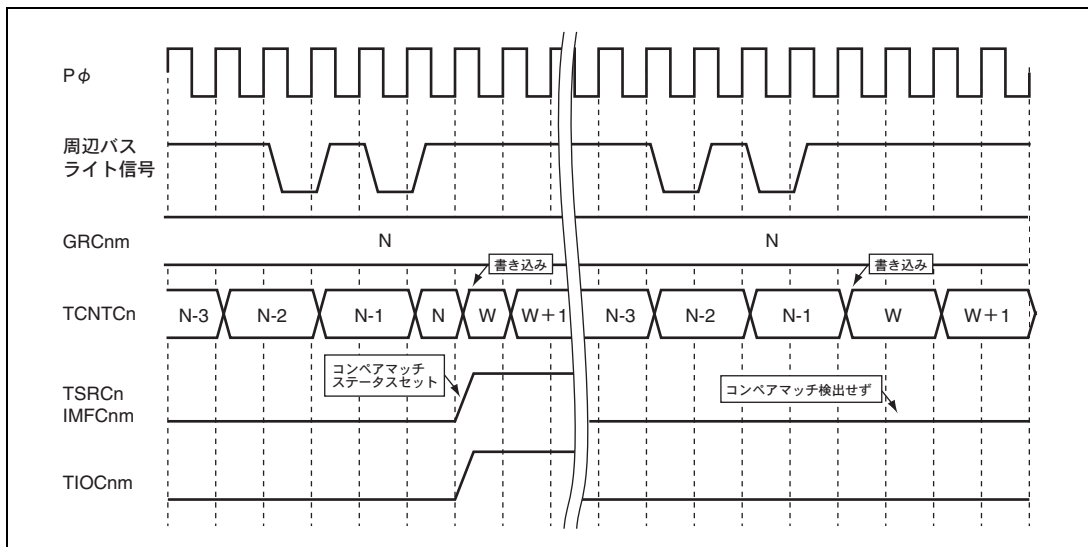 Pφ
周辺バス
ライト信号
GRCnm
N
N
書き込み
書き込み
TCNTCn
N-3
N-2
N-1
N
W
W+1
N-3
N-2
N-1
W
W+1
コンペアマッチ
ステータスセット
コンペアマッチ検出せず
TSRCn
IMFCnm
TIOCnm